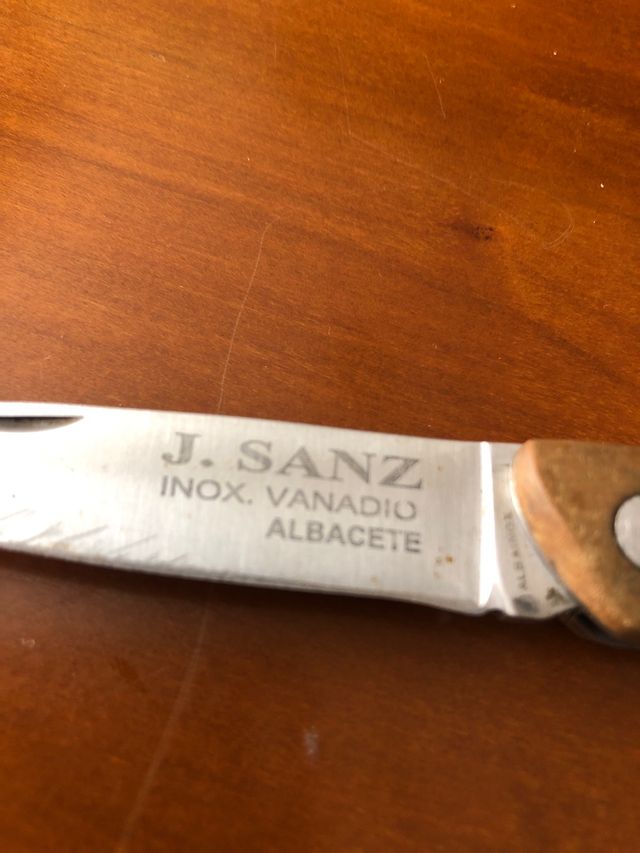 J. SANZ
INOX. VANADIO
ALBACETE